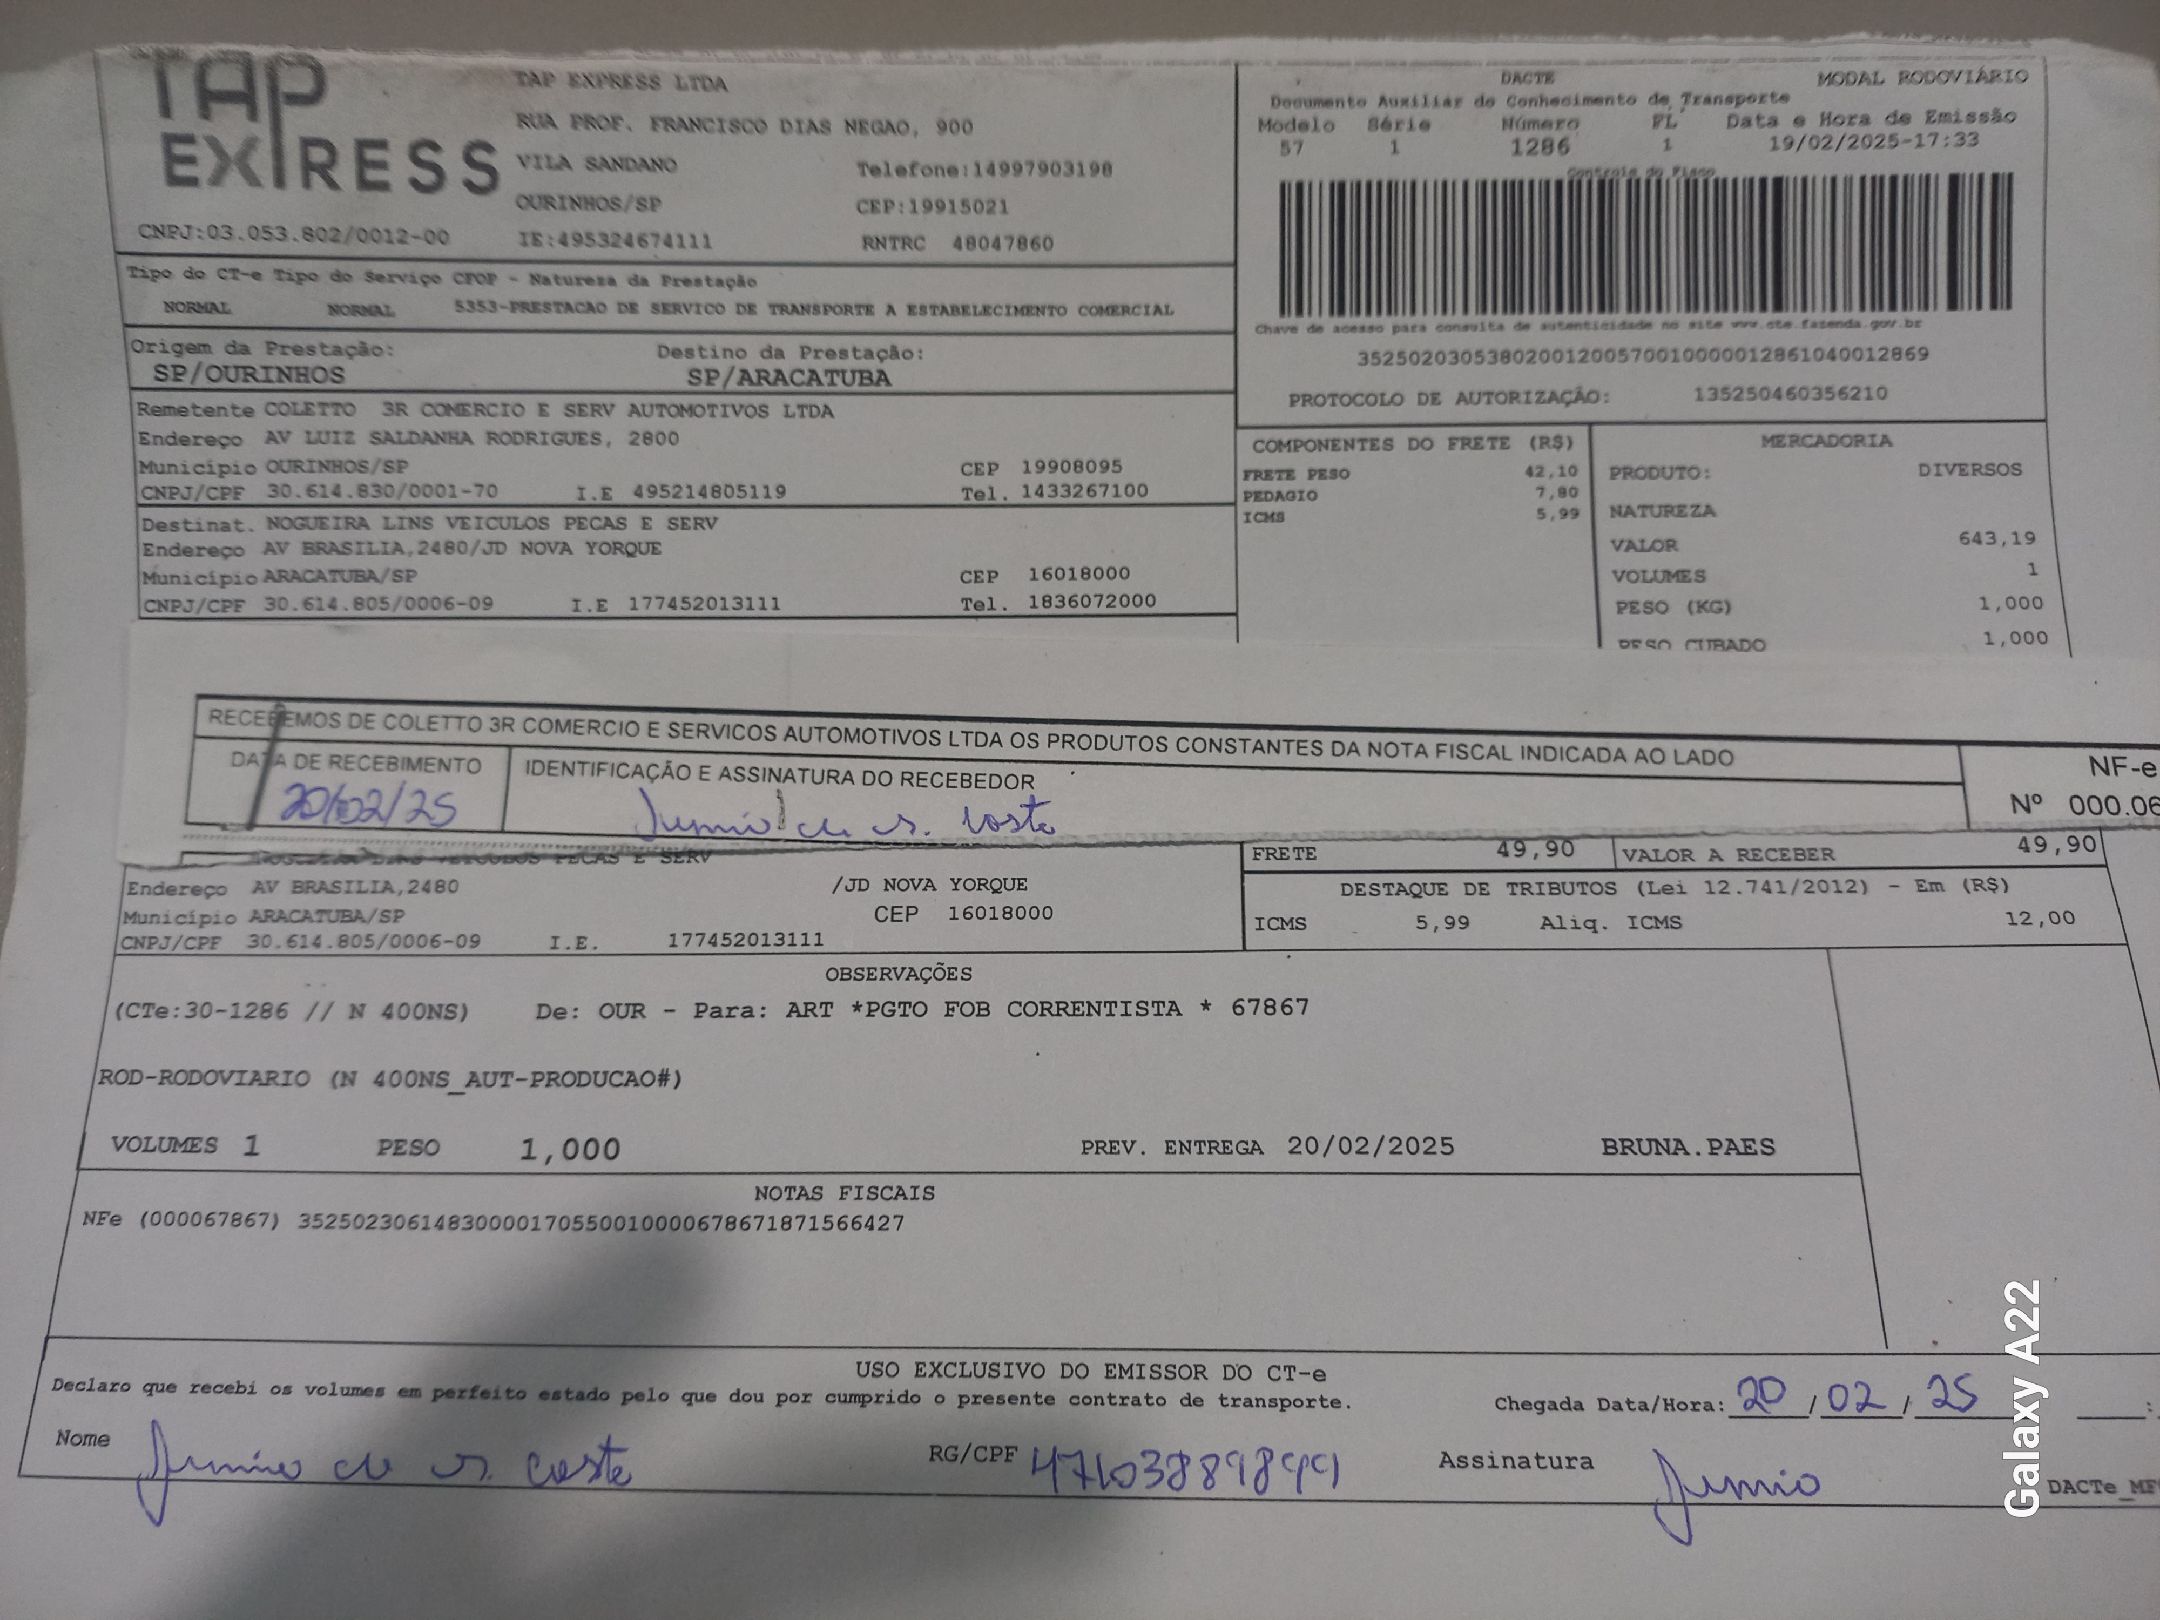 TAP EXPRESS
TAP EXPRESS LTDA
RUA PROF. FRANCISCO DIAS NEGAO, 900
VILA SANDANO Telefone:14997903198
OURINHOS/SP CEP:19915021
CNPJ:03.053.802/0012-00 IE:495324674111 RNTRC 48047860
DACTE MODAL RODOVIÁRIO
Documento Auxiliar do Conhecimento de Transporte
Modelo Série Número FL Data e Hora de Emissão
57 1 1286 1 19/02/2025-17:33
Controle do Fisco
Chave de acesso para consulta de autenticidade no site www.cte.fazenda.gov.br
35250203053802001200570010000012861040012869
PROTOCOLO DE AUTORIZAÇÃO: 135250460356210
Tipo do CT-e Tipo do Serviço CFOP - Natureza da Prestação
NORMAL NORMAL 5353-PRESTACAO DE SERVICO DE TRANSPORTE A ESTABELECIMENTO COMERCIAL
Origem da Prestação: Destino da Prestação:
SP/OURINHOS SP/ARACATUBA
Remetente COLETTO 3R COMERCIO E SERV AUTOMOTIVOS LTDA
Endereço AV LUIZ SALDANHA RODRIGUES, 2800
Município OURINHOS/SP CEP 19908095
CNPJ/CPF 30.614.830/0001-70 I.E 495214805119 Tel. 1433267100
Destinat. NOGUEIRA LINS VEICULOS PECAS E SERV
Endereço AV BRASILIA,2480/JD NOVA YORQUE
Município ARACATUBA/SP CEP 16018000
CNPJ/CPF 30.614.805/0006-09 I.E 177452013111 Tel. 1836072000
COMPONENTES DO FRETE (R$)
FRETE PESO 42,10
PEDAGIO 7,80
ICMS 5,99
MERCADORIA
PRODUTO: DIVERSOS
NATUREZA
VALOR 643,19
VOLUMES 1
PESO (KG) 1,000
PESO CUBADO 1,000
RECEBEMOS DE COLETTO 3R COMERCIO E SERVICOS AUTOMOTIVOS LTDA OS PRODUTOS CONSTANTES DA NOTA FISCAL INDICADA AO LADO
DATA DE RECEBIMENTO IDENTIFICAÇÃO E ASSINATURA DO RECEBEDOR
20/02/25
NF-e
Nº 000.06
VEICULOS PECAS E SERV
FRETE 49,90 VALOR A RECEBER 49,90
Endereço AV BRASILIA,2480 /JD NOVA YORQUE
Município ARACATUBA/SP CEP 16018000
CNPJ/CPF 30.614.805/0006-09 I.E. 177452013111
DESTAQUE DE TRIBUTOS (Lei 12.741/2012) - Em (R$)
ICMS 5,99 Aliq. ICMS 12,00
OBSERVAÇÕES
(CTe:30-1286 // N 400NS) De: OUR - Para: ART *PGTO FOB CORRENTISTA * 67867
ROD-RODOVIARIO (N 400NS_AUT-PRODUCAO#)
VOLUMES 1 PESO 1,000 PREV. ENTREGA 20/02/2025 BRUNA.PAES
NOTAS FISCAIS
NFe (000067867) 35250230614830000170550010000678671871566427
USO EXCLUSIVO DO EMISSOR DO CT-e
Declaro que recebi os volumes em perfeito estado pelo que dou por cumprido o presente contrato de transporte.
Chegada Data/Hora: 20/02/25 :
Nome RG/CPF Assinatura
DACTe_MF
Galaxy A22